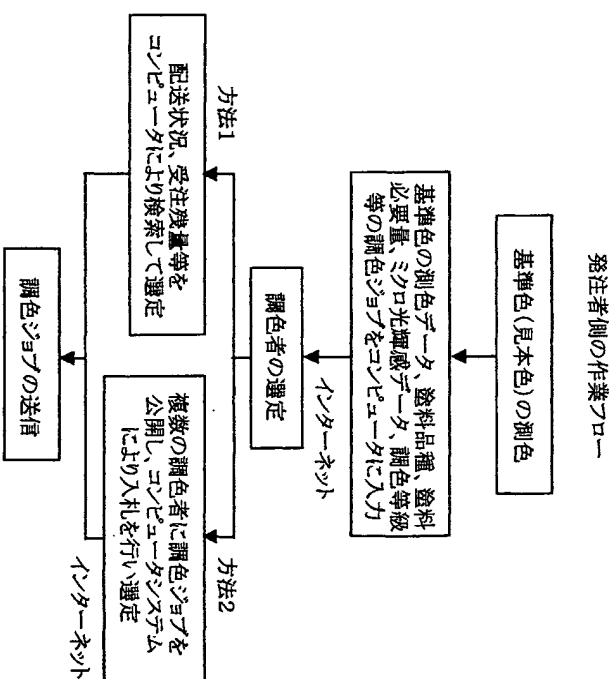 発注者側の作業フロー
基準色(見本色)の測色
基準色の測色データ、塗料品種、塗料
必要量、ミクロ光輝感データ、調色等級
等の調色ジョブをコンピュータに入力
インターネット
調色者の選定
方法1
配送状況、受注残量等を
コンピュータにより検索して選定
方法2
複数の調色者に調色ジョブを
公開し、コンピュータシステム
により入札を行い選定
インターネット
調色ジョブの送信